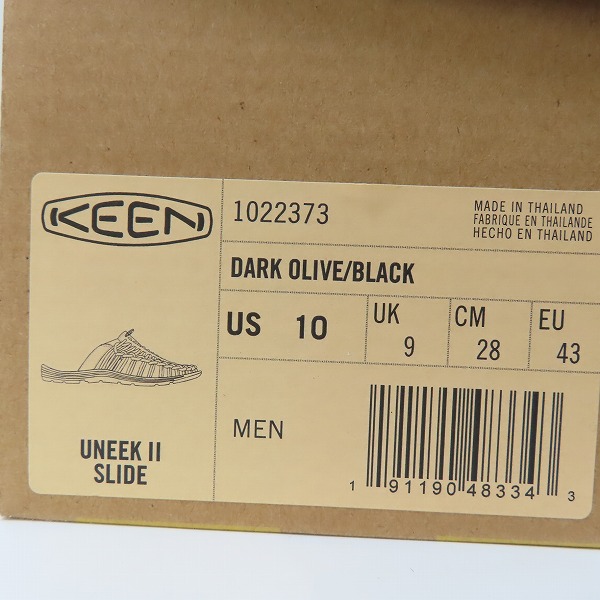 KEEN
1022373
MADE IN THAILAND
FABRIQUE EN THAILANDE
HECHO EN THAILAND
DARK OLIVE/BLACK
US 10
UK 9
CM 28
EU 43
UNEEK II
SLIDE
MEN
1 91190 48334 3